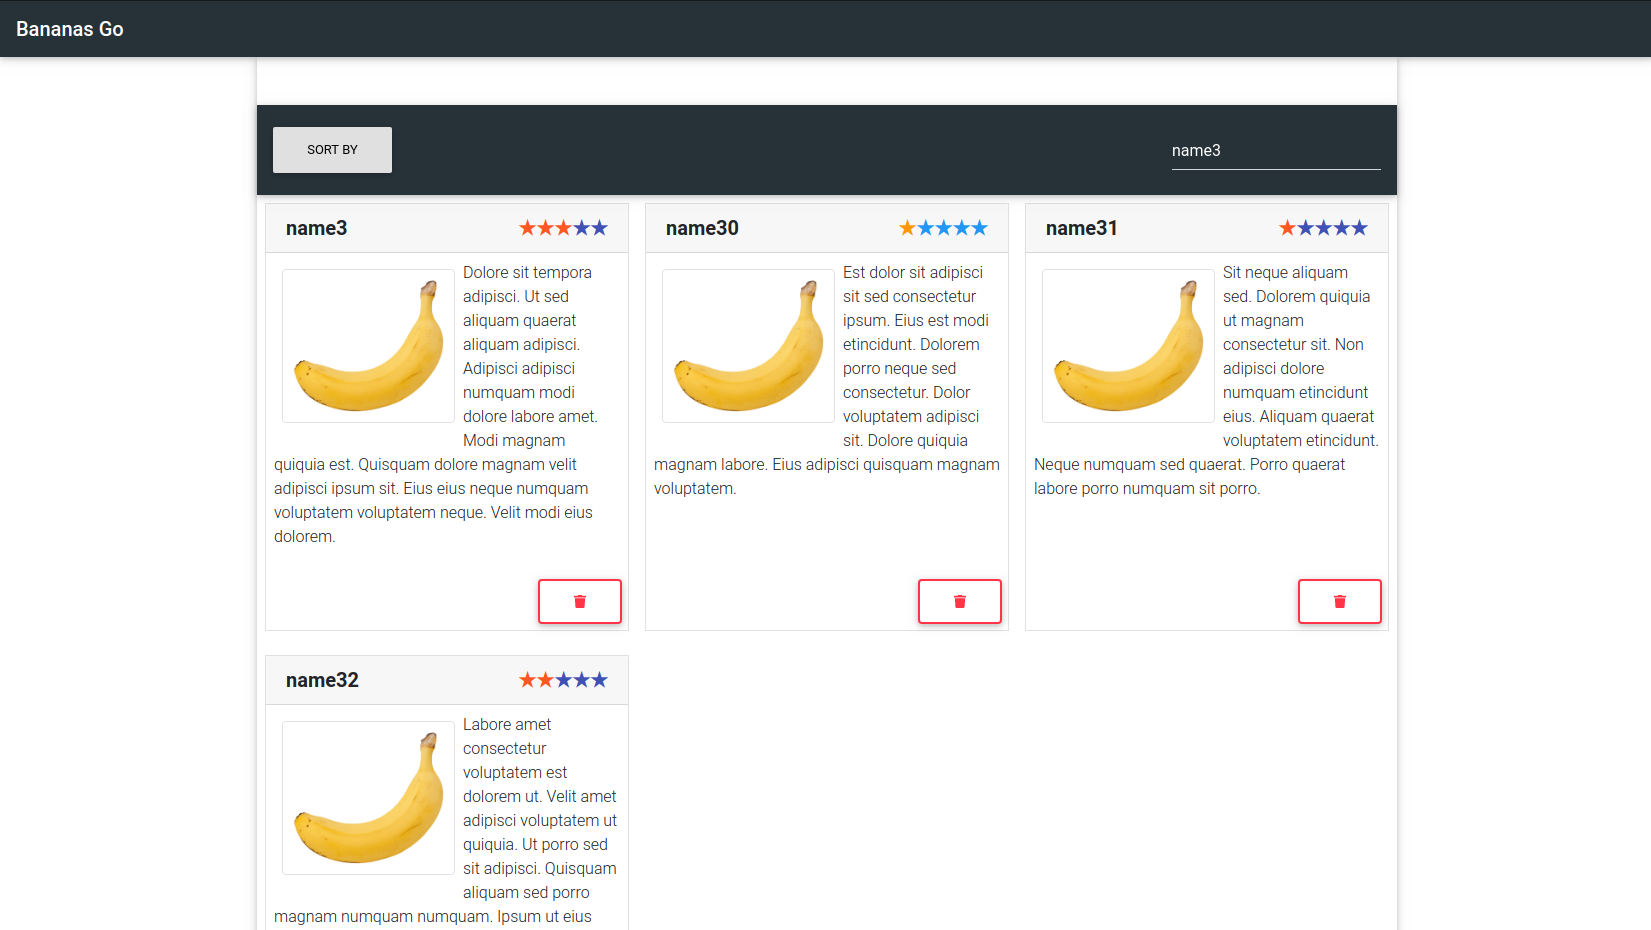 Bananas Go
SORT BY
name3
name3
Dolore sit tempora
adipisci. Ut sed
aliquam quaerat
aliquam adipisci.
Adipisci adipisci
numquam modi
dolore labore amet.
Modi magnam
quiquia est. Quisquam dolore magnam velit
adipisci ipsum sit. Eius eius neque numquam
voluptatem voluptatem neque. Velit modi eius
dolorem.
name30
Est dolor sit adipisci
sit sed consectetur
ipsum. Eius est modi
etincidunt. Dolorem
porro neque sed
consectetur. Dolor
voluptatem adipisci
sit. Dolore quiquia
magnam labore. Eius adipisci quisquam magnam
voluptatem.
name31
Sit neque aliquam
sed. Dolorem quiquia
ut magnam
consectetur sit. Non
adipisci dolore
numquam etincidunt
eius. Aliquam quaerat
voluptatem etincidunt.
Neque numquam sed quaerat. Porro quaerat
labore porro numquam sit porro.
name32
Labore amet
consectetur
voluptatem est
dolorem ut. Velit amet
adipisci voluptatem ut
quiquia. Ut porro sed
sit adipisci. Quisquam
aliquam sed porro
magnam numquam numquam. Ipsum ut eius